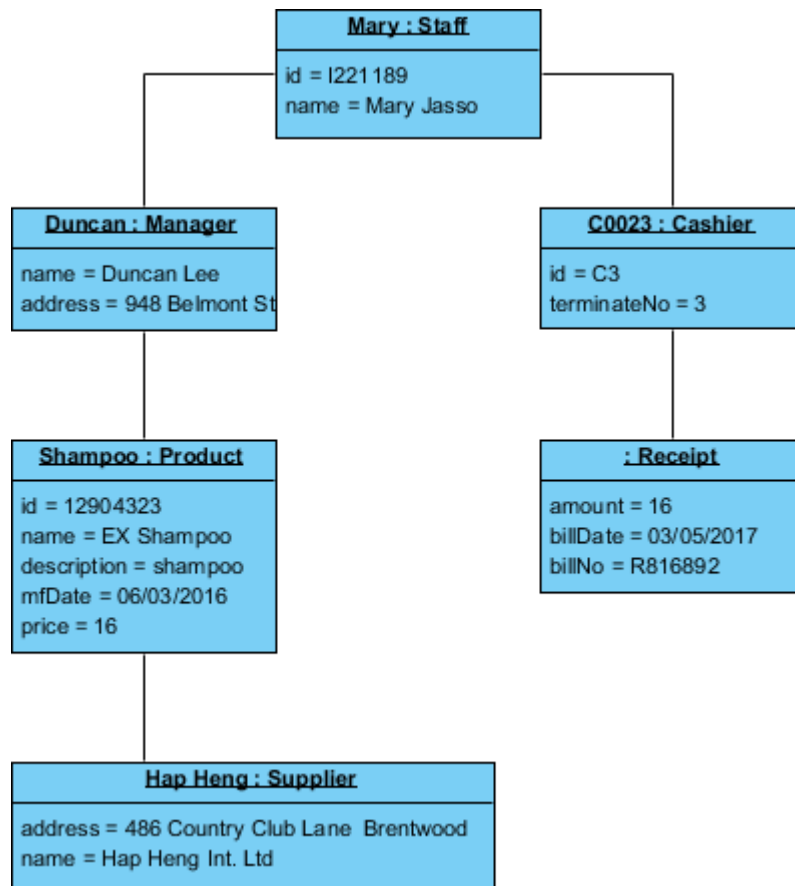 Mary : Staff
id = I221189
name = Mary Jasso
Duncan : Manager
name = Duncan Lee
address = 948 Belmont St
C0023 : Cashier
id = C3
terminateNo = 3
Shampoo : Product
id = 12904323
name = EX Shampoo
description = shampoo
mfDate = 06/03/2016
price = 16
: Receipt
amount = 16
billDate = 03/05/2017
billNo = R816892
Hap Heng : Supplier
address = 486 Country Club Lane  Brentwood
name = Hap Heng Int. Ltd